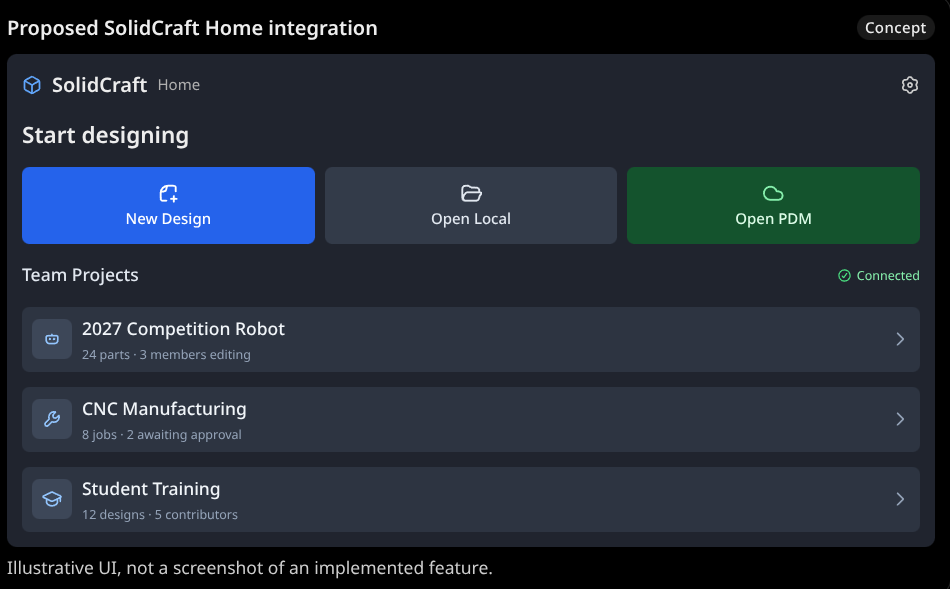 Proposed SolidCraft Home integration
Concept
SolidCraft Home
Start designing
New Design
Open Local
Open PDM
Team Projects
Connected
2027 Competition Robot
24 parts · 3 members editing
CNC Manufacturing
8 jobs · 2 awaiting approval
Student Training
12 designs · 5 contributors
Illustrative UI, not a screenshot of an implemented feature.